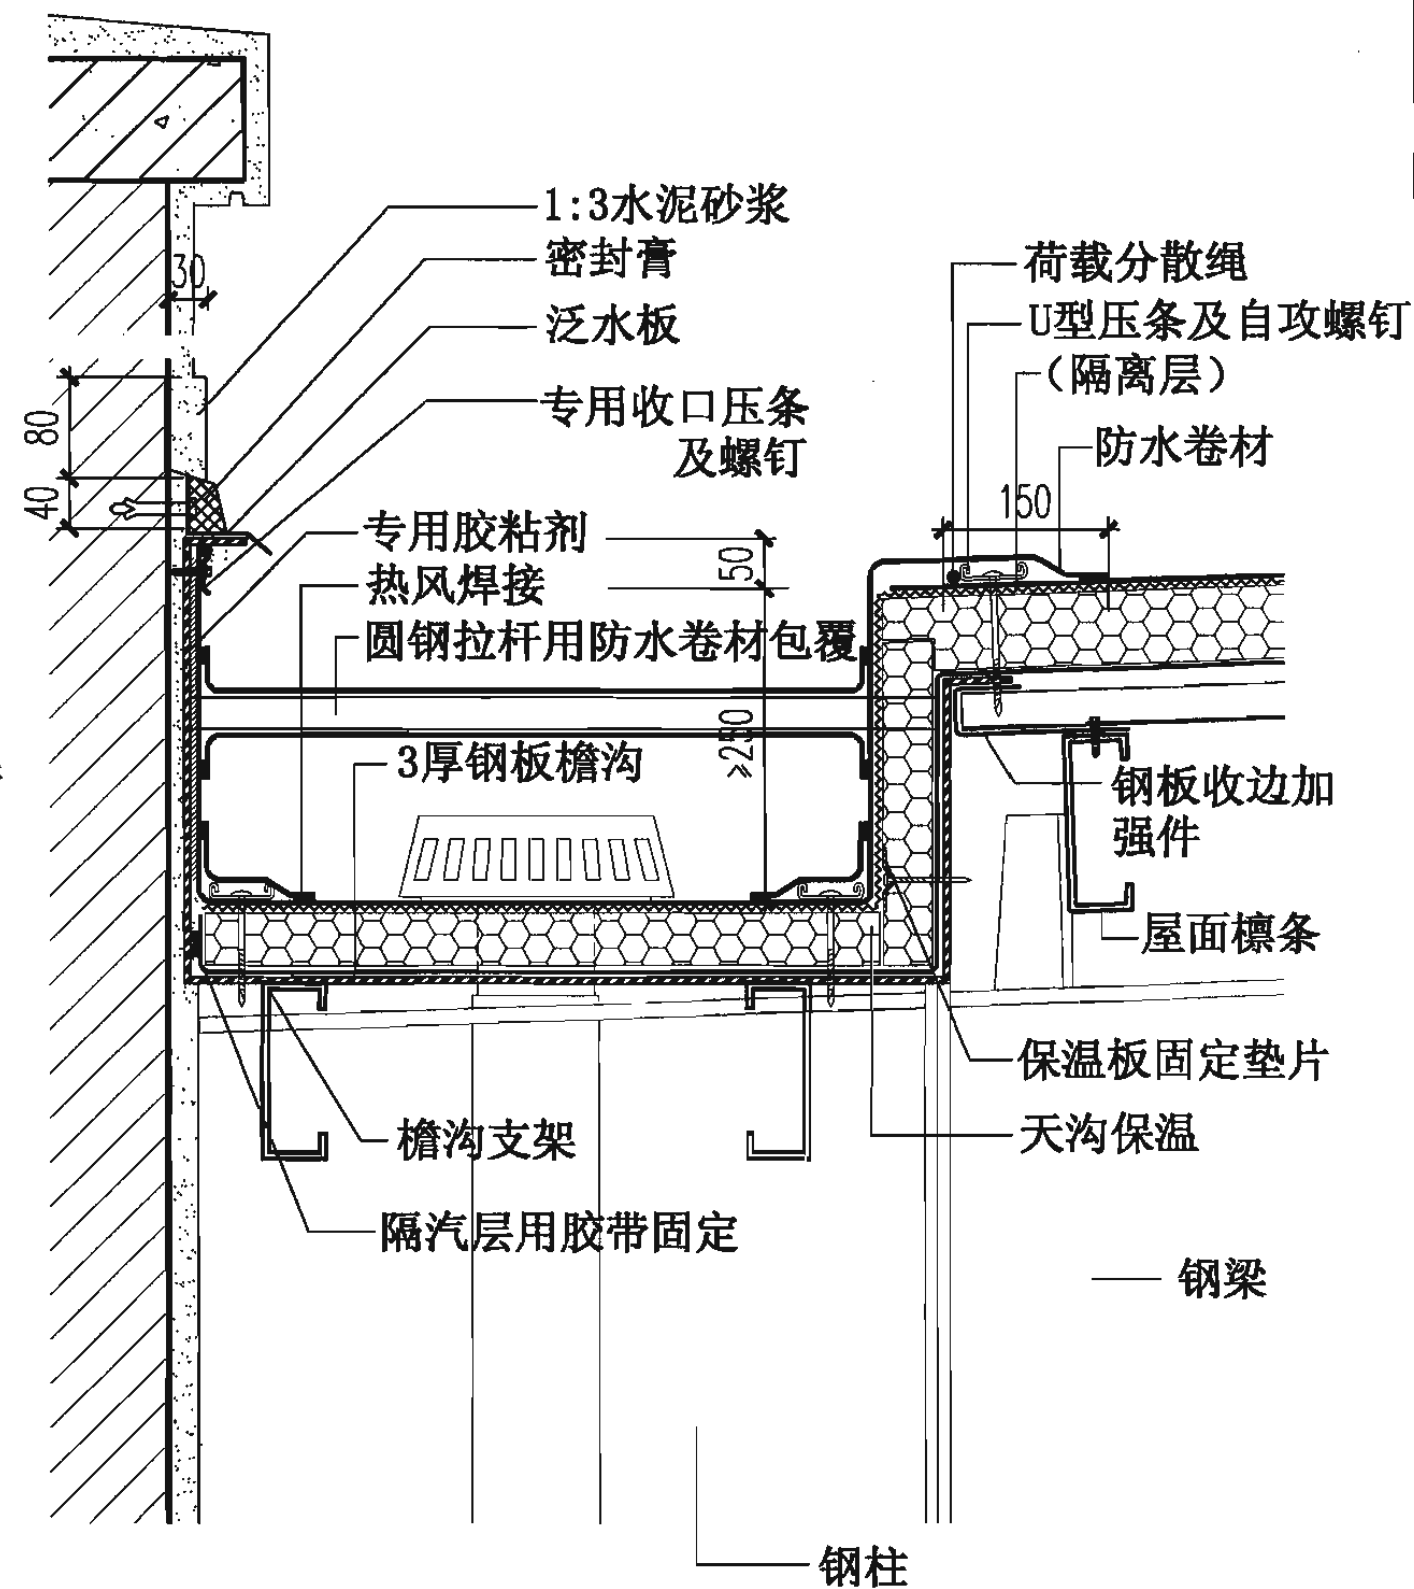 1:3水泥砂浆
密封膏
荷载分散绳
30
U型压条及自攻螺钉
泛水板
(隔离层)
专用收口压条
及螺钉
80
防水卷材
40
150
专用胶粘剂
50
热风焊接
圆钢拉杆用防水卷材包覆
≥250
3厚钢板檐沟
钢板收边加
强件
屋面檩条
保温板固定垫片
檐沟支架
天沟保温
隔汽层用胶带固定
钢梁
钢柱